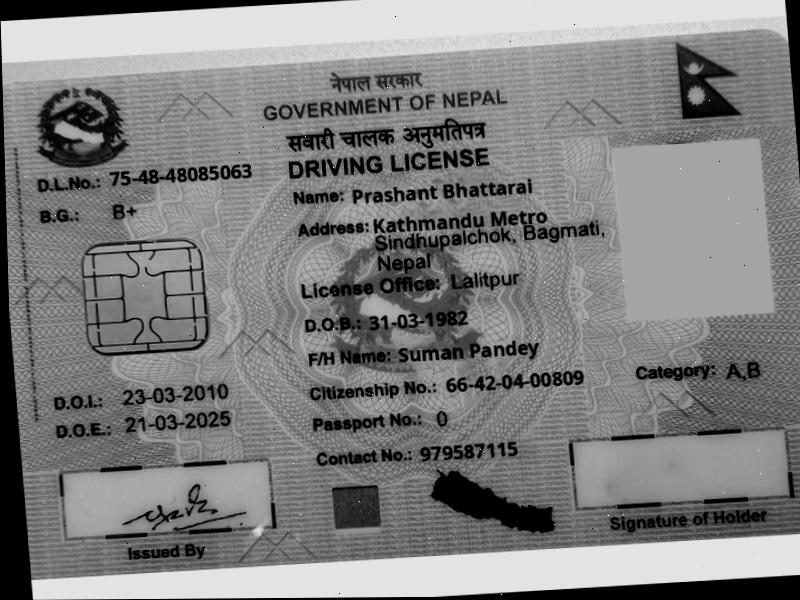 नेपाल सरकार
GOVERNMENT OF NEPAL
सवारी चालक अनुमतिपत्र
DRIVING LICENSE
D.L.No.: 75-48-48085063
B.G.: B+
Name: Prashant Bhattarai
Address: Kathmandu Metro
Sindhupalchok, Bagmati,
Nepal
License Office: Lalitpur
D.O.B.: 31-03-1982
F/H Name: Suman Pandey
Citizenship No.: 66-42-04-00809
Category: A,B
D.O.I.: 23-03-2010
Passport No.: 0
D.O.E.: 21-03-2025
Contact No.: 979587115
Issued By
Signature of Holder